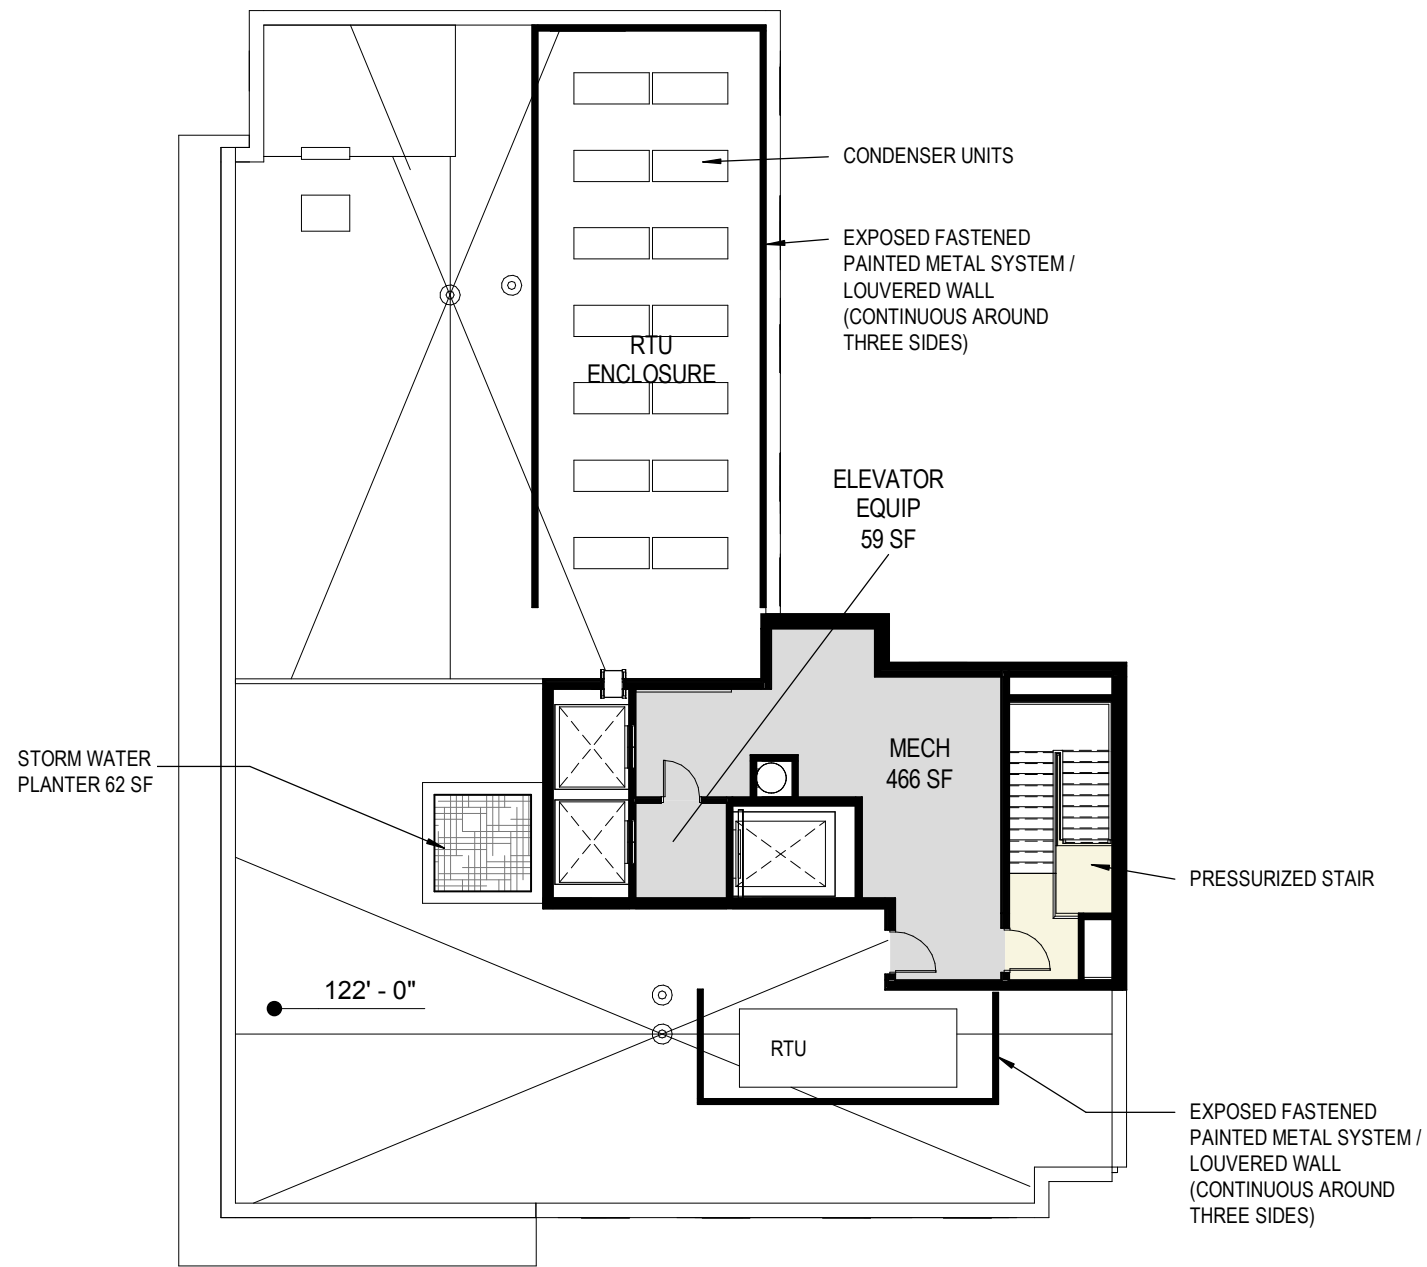 CONDENSER UNITS
EXPOSED FASTENED
PAINTED METAL SYSTEM /
LOUVERED WALL
(CONTINUOUS AROUND
THREE SIDES)
RTU
ENCLOSURE
ELEVATOR
EQUIP
59 SF
STORM WATER
PLANTER 62 SF
MECH
466 SF
PRESSURIZED STAIR
122' - 0"
RTU
EXPOSED FASTENED
PAINTED METAL SYSTEM /
LOUVERED WALL
(CONTINUOUS AROUND
THREE SIDES)